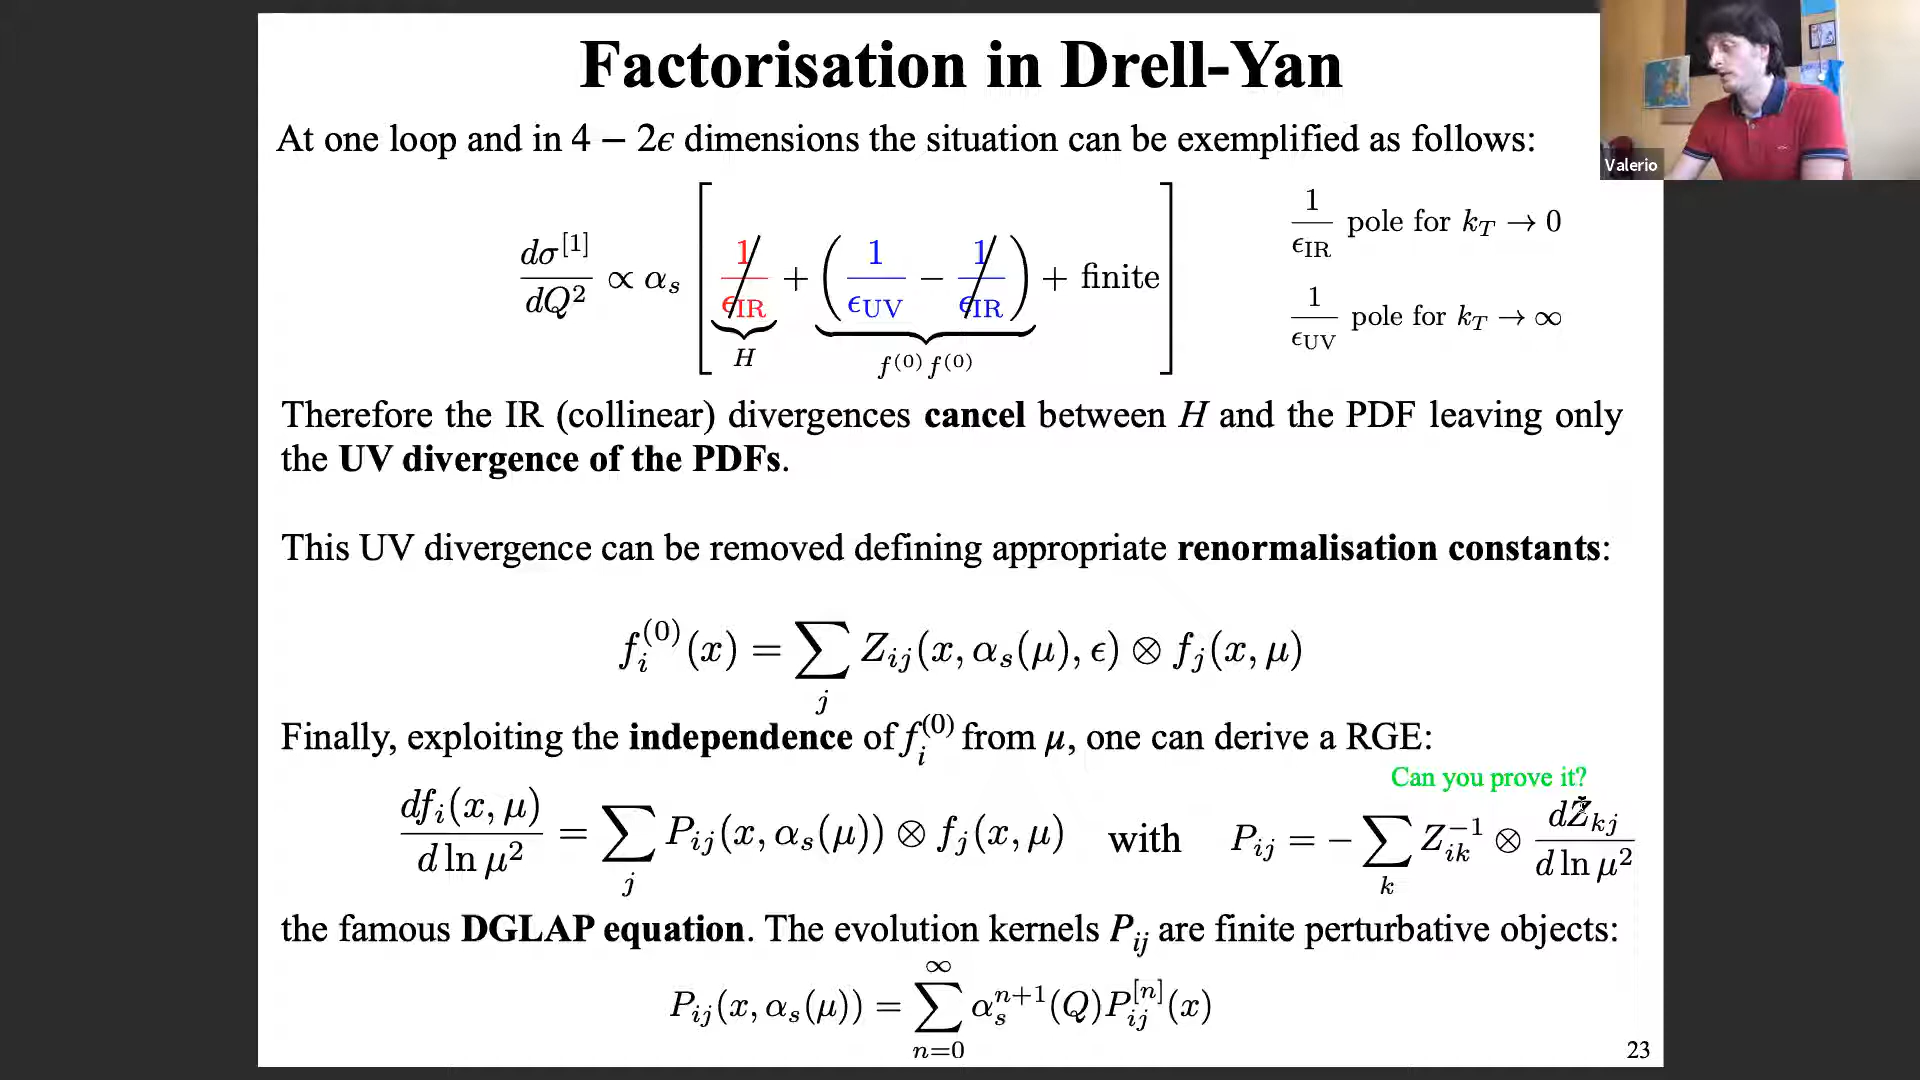 Factorisation in Drell-Yan
Valerio
At one loop and in 4 − 2ϵ dimensions the situation can be exemplified as follows:
dσ^[1]/dQ² ∝ α_s [ 1/ϵ_IR + ( 1/ϵ_UV − 1/ϵ_IR ) + finite ]
H
f^(0) f^(0)
1/ϵ_IR pole for k_T → 0
1/ϵ_UV pole for k_T → ∞
Therefore the IR (collinear) divergences cancel between H and the PDF leaving only
the UV divergence of the PDFs.
This UV divergence can be removed defining appropriate renormalisation constants:
f_i^(0)(x) = ∑_j Z_ij(x, α_s(μ), ϵ) ⊗ f_j(x, μ)
Finally, exploiting the independence of f_i^(0) from μ, one can derive a RGE:
Can you prove it?
df_i(x, μ)/d ln μ² = ∑_j P_ij(x, α_s(μ)) ⊗ f_j(x, μ) with P_ij = − ∑_k Z_ik^−1 ⊗ dZ_kj/d ln μ²
the famous DGLAP equation. The evolution kernels P_ij are finite perturbative objects:
P_ij(x, α_s(μ)) = ∑_{n=0}^∞ α_s^{n+1}(Q) P_ij^[n](x)
23